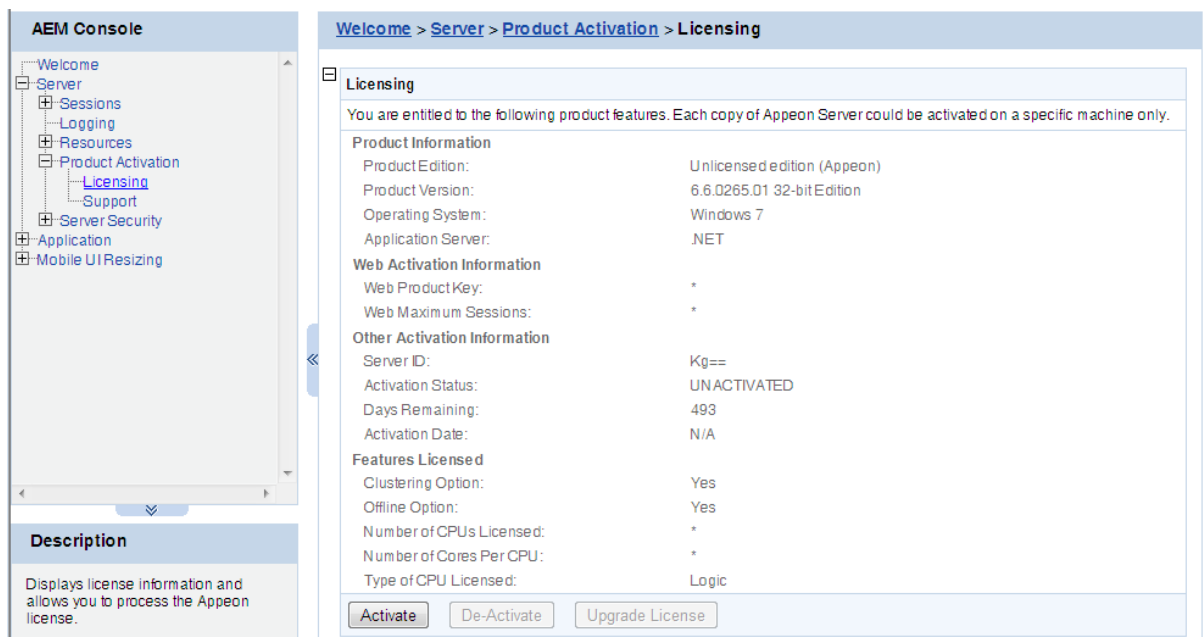 AEM Console
Welcome
Server
Sessions
Logging
Resources
Product Activation
Licensing
Support
Server Security
Application
Mobile UI Resizing
Description
Displays license information and
allows you to process the Appeon
license.
Welcome > Server > Product Activation > Licensing
Licensing
You are entitled to the following product features. Each copy of Appeon Server could be activated on a specific machine only.
Product Information
Product Edition: Unlicensed edition (Appeon)
Product Version: 6.6.0265.01 32-bit Edition
Operating System: Windows 7
Application Server: .NET
Web Activation Information
Web Product Key: *
Web Maximum Sessions: *
Other Activation Information
Server ID: Kg==
Activation Status: UNACTIVATED
Days Remaining: 493
Activation Date: N/A
Features Licensed
Clustering Option: Yes
Offline Option: Yes
Number of CPUs Licensed: *
Number of Cores Per CPU: *
Type of CPU Licensed: Logic
Activate De-Activate Upgrade License